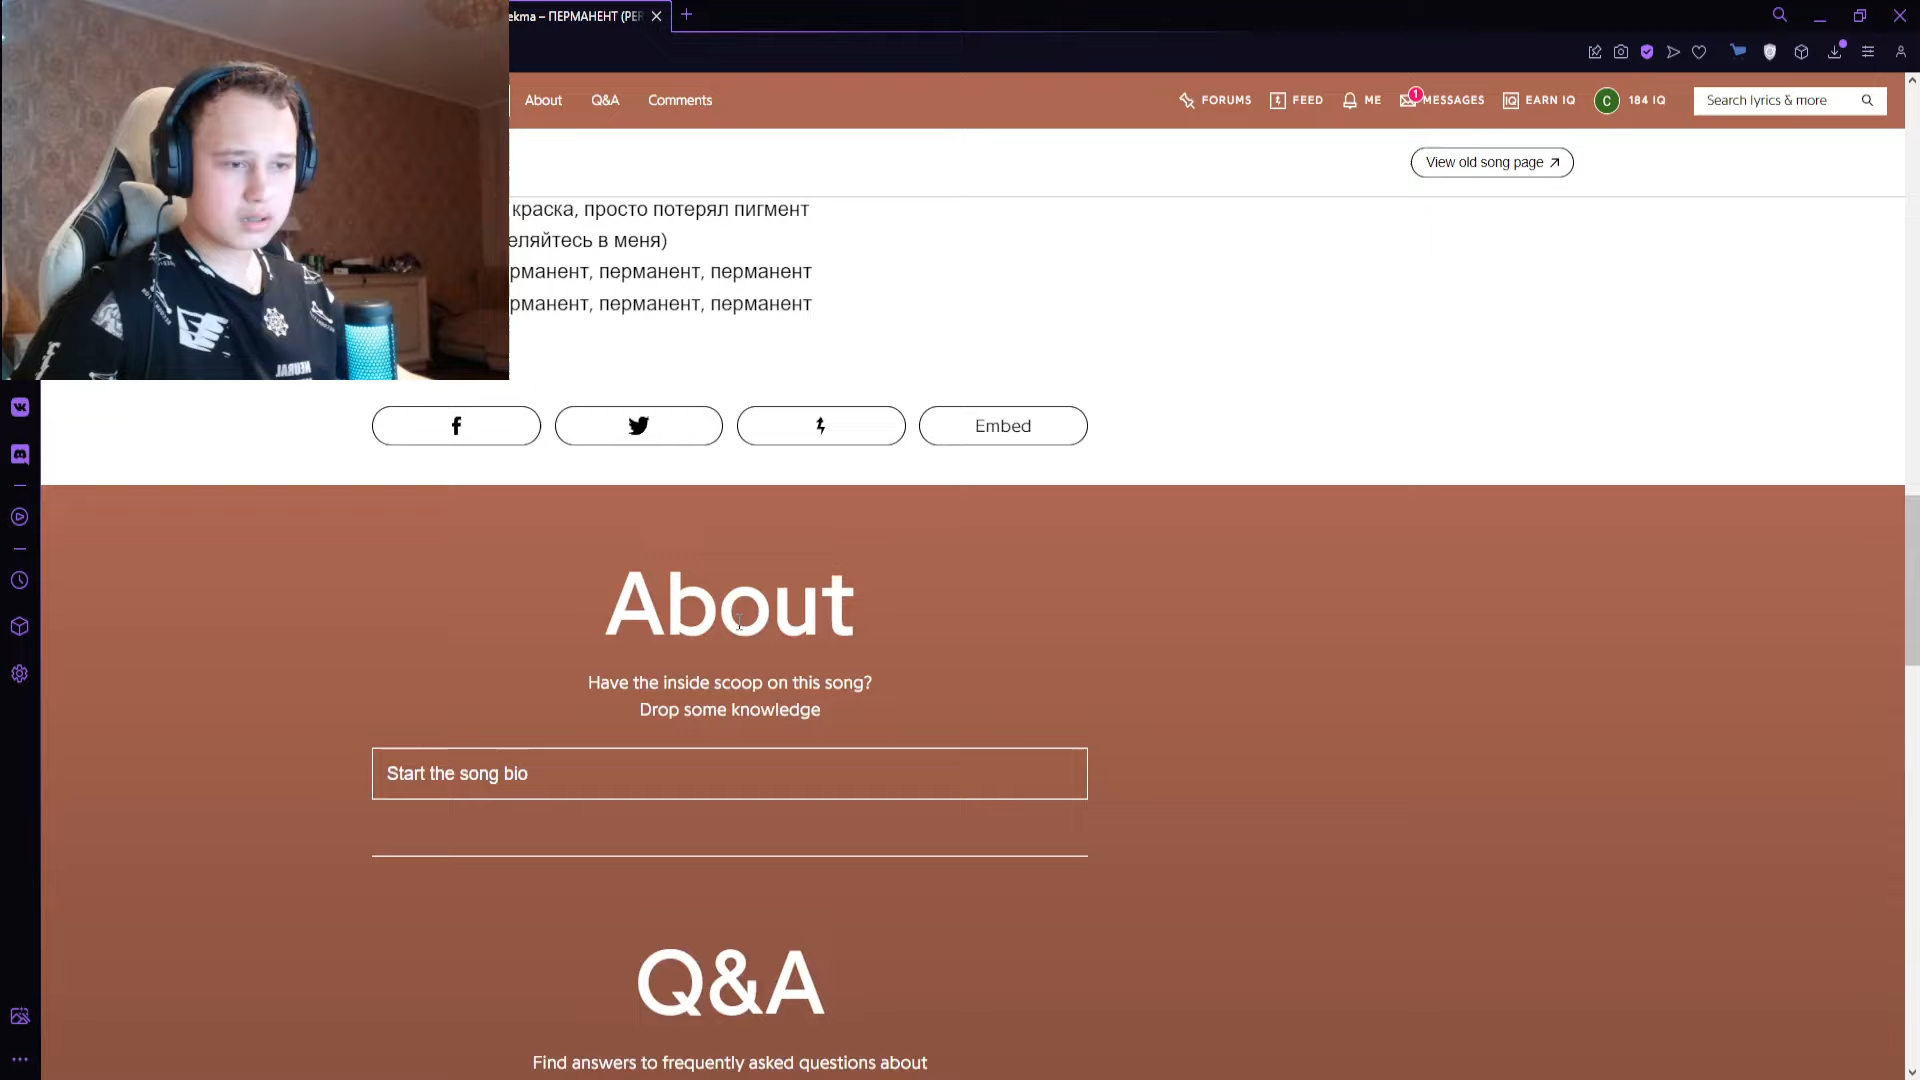 ekma – ПЕРМАНЕНТ (PER
About Q&A Comments
FORUMS FEED ME 1 MESSAGES EARN IQ C 184 IQ Search lyrics & more
View old song page
краска, просто потерял пигмент
еляйтесь в меня)
рманент, перманент, перманент
рманент, перманент, перманент
Embed
About
Have the inside scoop on this song?
Drop some knowledge
Start the song bio
Q&A
Find answers to frequently asked questions about